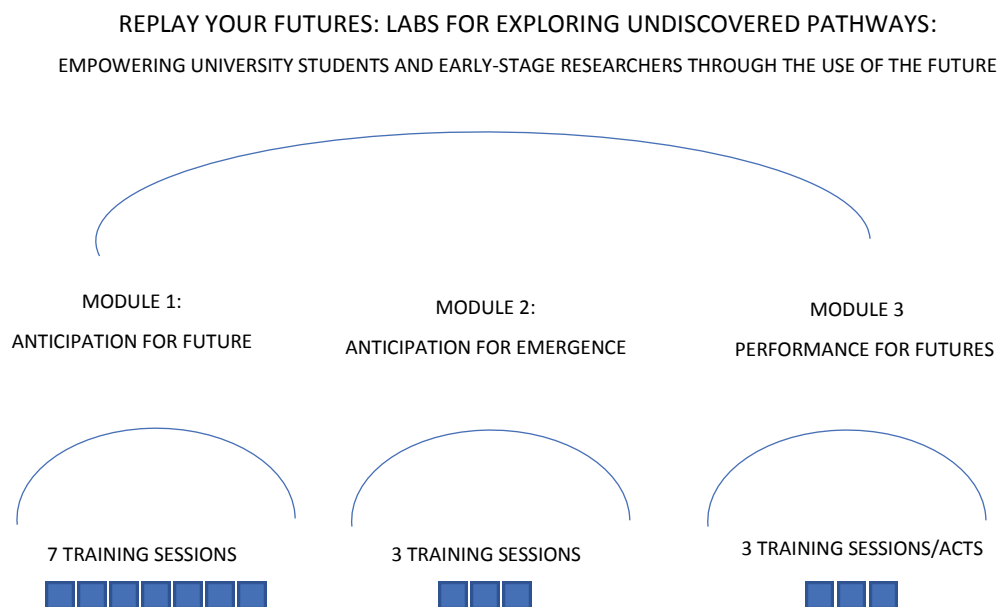 REPLAY YOUR FUTURES: LABS FOR EXPLORING UNDISCOVERED PATHWAYS:
EMPOWERING UNIVERSITY STUDENTS AND EARLY-STAGE RESEARCHERS THROUGH THE USE OF THE FUTURE
MODULE 1:
ANTICIPATION FOR FUTURE
MODULE 2:
ANTICIPATION FOR EMERGENCE
MODULE 3
PERFORMANCE FOR FUTURES
7 TRAINING SESSIONS
3 TRAINING SESSIONS
3 TRAINING SESSIONS/ACTS